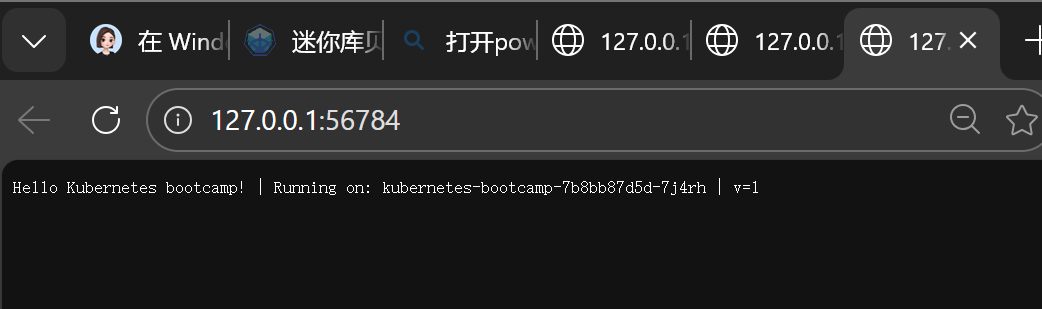 在 Wind
迷你库贝
打开pow
127.0.0.1
127.0.0.1
127.
127.0.0.1:56784
Hello Kubernetes bootcamp! | Running on: kubernetes-bootcamp-7b8bb87d5d-7j4rh | v=1